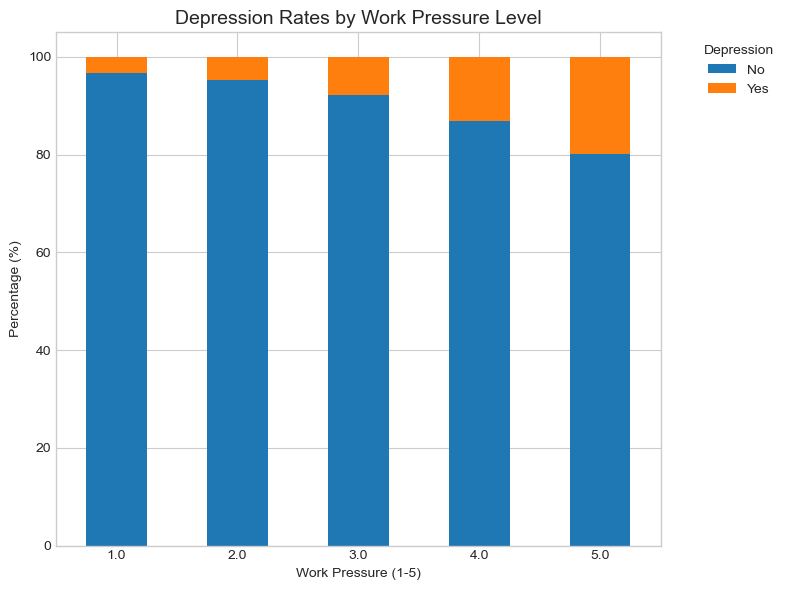 Depression Rates by Work Pressure Level
Depression
No
Yes
Percentage (%)
100
80
60
40
20
0
1.0 2.0 3.0 4.0 5.0
Work Pressure (1-5)